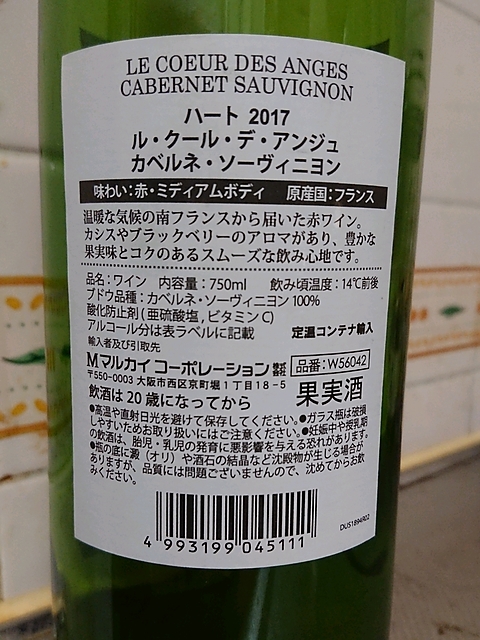 LE COEUR DES ANGES
CABERNET SAUVIGNON
ハート 2017
ル・クール・デ・アンジュ
カベルネ・ソーヴィニヨン
味わい：赤・ミディアムボディ　原産国：フランス
温暖な気候の南フランスから届いた赤ワイン。
カシスやブラックベリーのアロマがあり、豊かな
果実味とコクのあるスムーズな飲み心地です。
品名：ワイン　内容量：750ml　飲み頃温度：14℃前後
ブドウ品種：カベルネ・ソーヴィニヨン 100%
酸化防止剤(亜硫酸塩，ビタミンC)
アルコール分は表ラベルに記載　定温コンテナ輸入
輸入者及び引取先
Mマルカイコーポレーション株式会社　品番：W56042
〒550-0003 大阪市西区京町堀1丁目18-5
飲酒は20歳になってから　果実酒
●高温や直射日光を避けて保存してください。●ガラス瓶は破損
しやすいためお取り扱いにはご注意ください。●妊娠中や授乳期
の飲酒は、胎児・乳児の発育に悪影響を与える恐れがあります。
●瓶の底に澱（オリ）や酒石の結晶など沈殿物が生じる場合が
ありますが、品質には問題ございませんので、沈めてからお飲
みください。
4 993199 045111
DUS1894R02